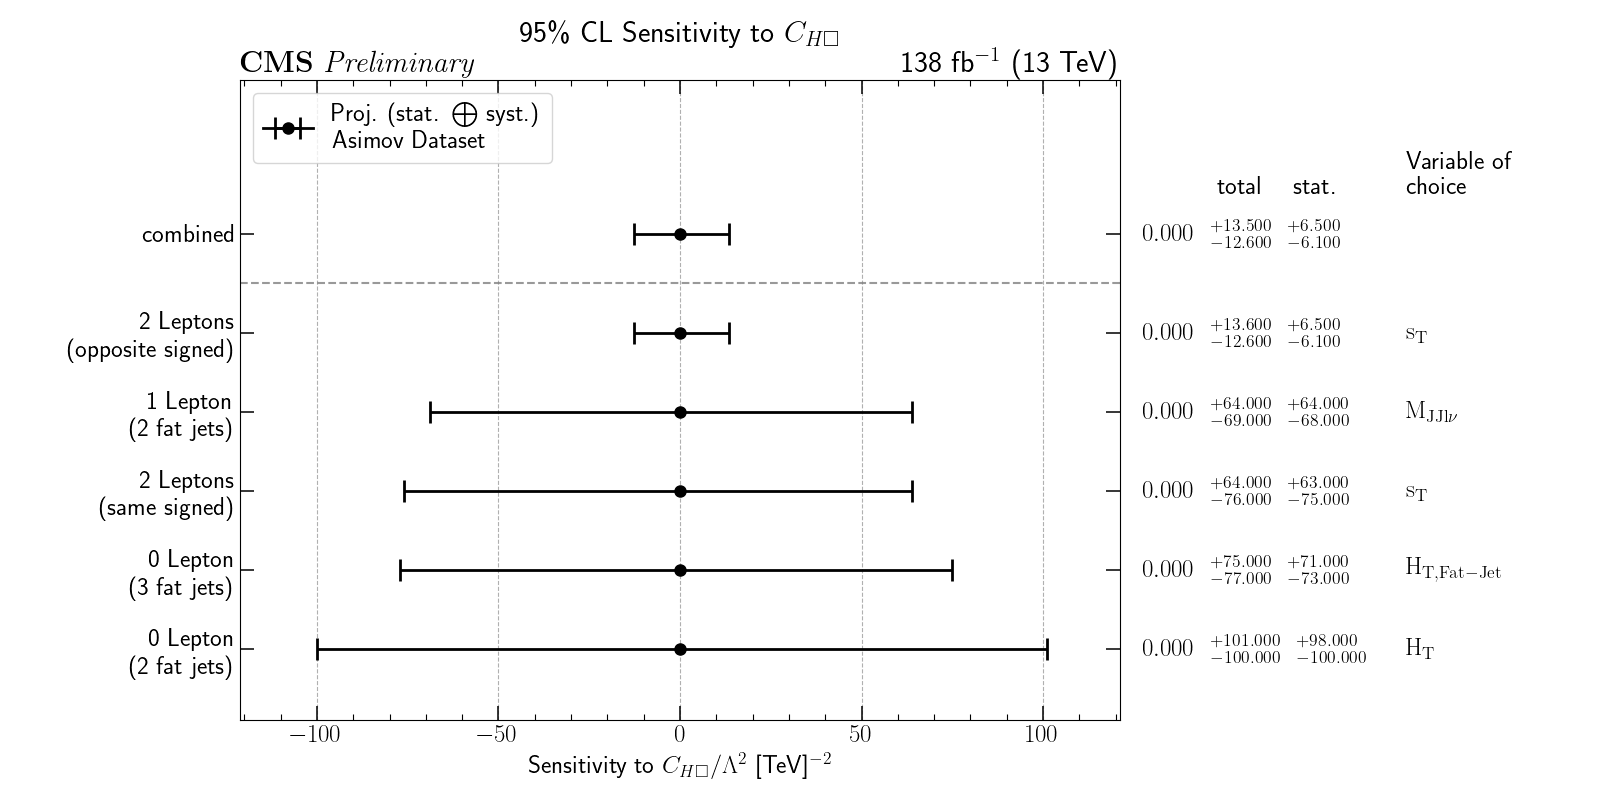 95% CL Sensitivity to C_{H□}
CMS Preliminary
138 fb⁻¹ (13 TeV)
Proj. (stat. ⨁ syst.)
Asimov Dataset
Variable of
total stat. choice
combined 0.000 +13.500 +6.500
−12.600 −6.100
2 Leptons
(opposite signed) 0.000 +13.600 +6.500
−12.600 −6.100 s_T
1 Lepton
(2 fat jets) 0.000 +64.000 +64.000
−69.000 −68.000 M_{JJlν}
2 Leptons
(same signed) 0.000 +64.000 +63.000
−76.000 −75.000 s_T
0 Lepton
(3 fat jets) 0.000 +75.000 +71.000
−77.000 −73.000 H_{T,Fat−Jet}
0 Lepton
(2 fat jets) 0.000 +101.000 +98.000
−100.000 −100.000 H_T
−100 −50 0 50 100
Sensitivity to C_{H□}/Λ² [TeV]⁻²